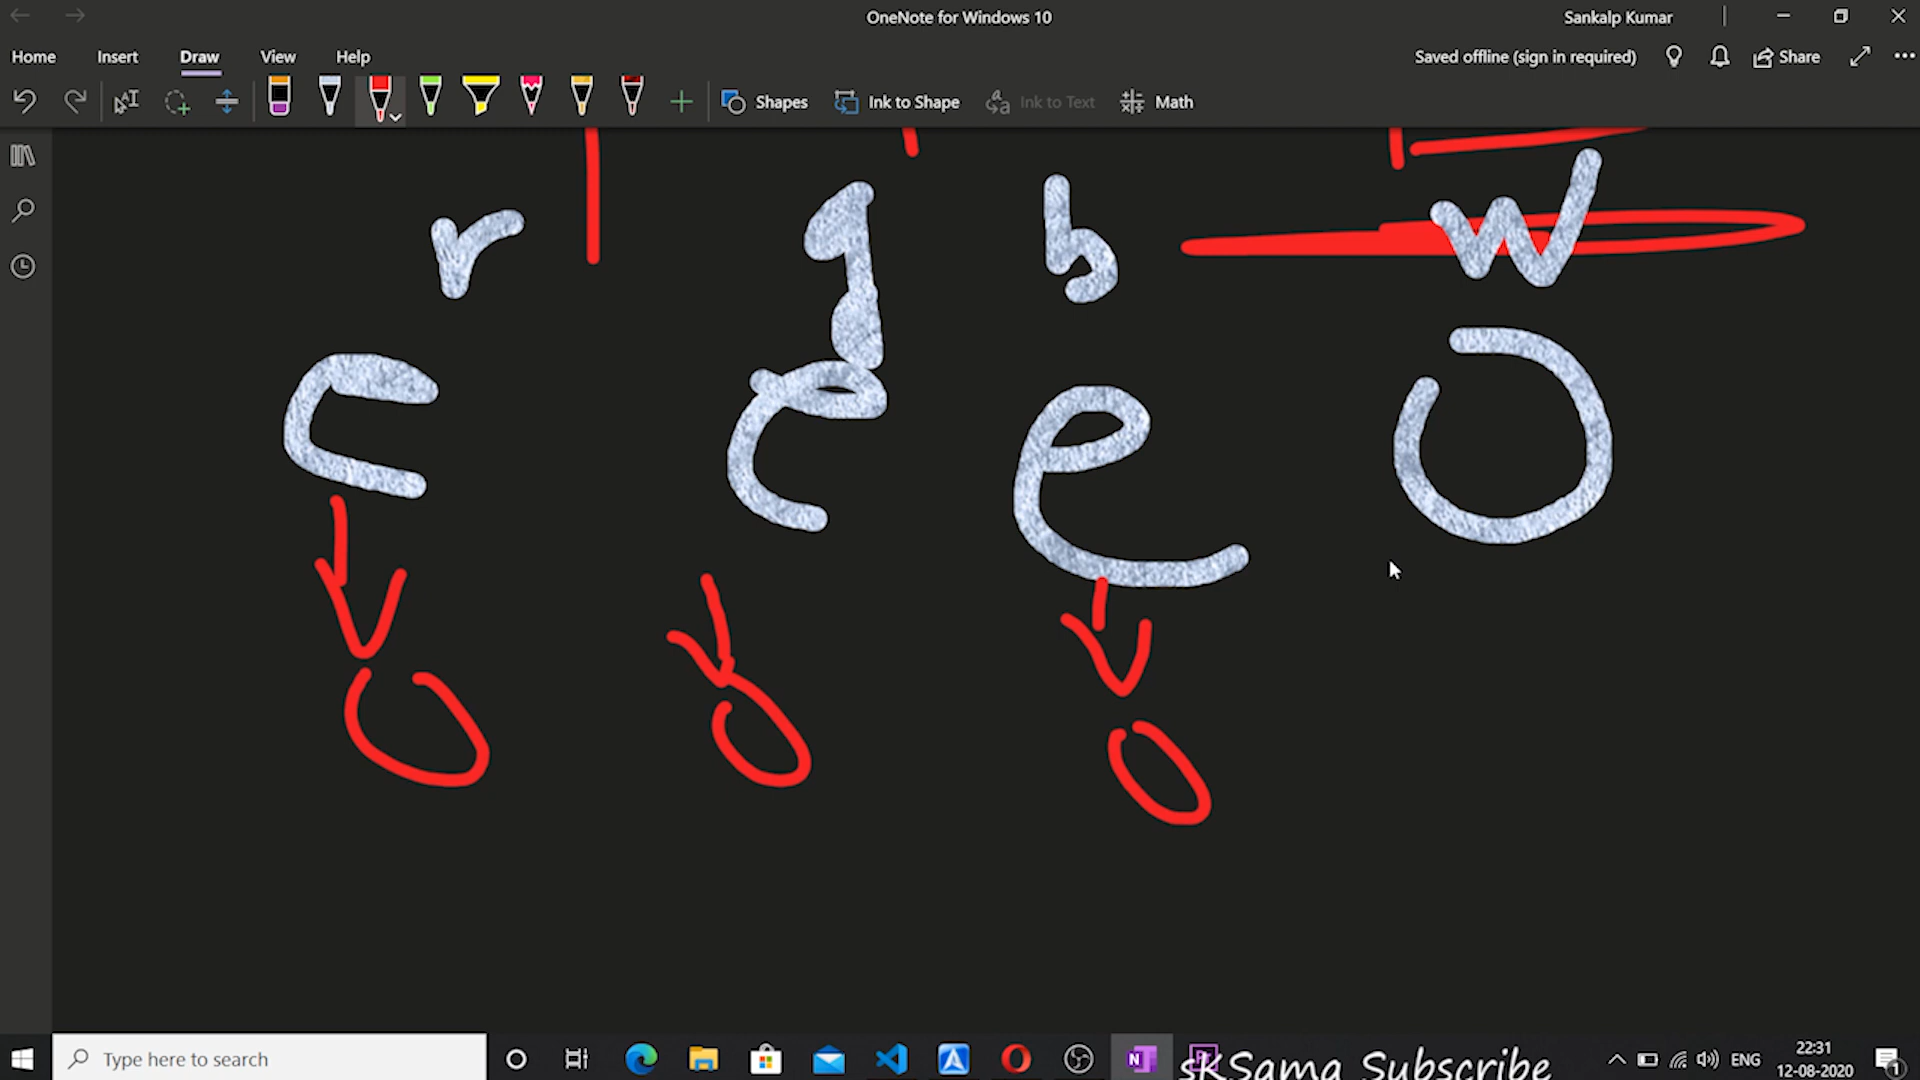 OneNote for Windows 10
Sankalp Kumar
Home Insert Draw View Help
Saved offline (sign in required) Share
Shapes Ink to Shape Ink to Text Math
r g b w
e e e O
O O O
Type here to search
sKSama Subscribe
ENG
22:31
12-08-2020
1